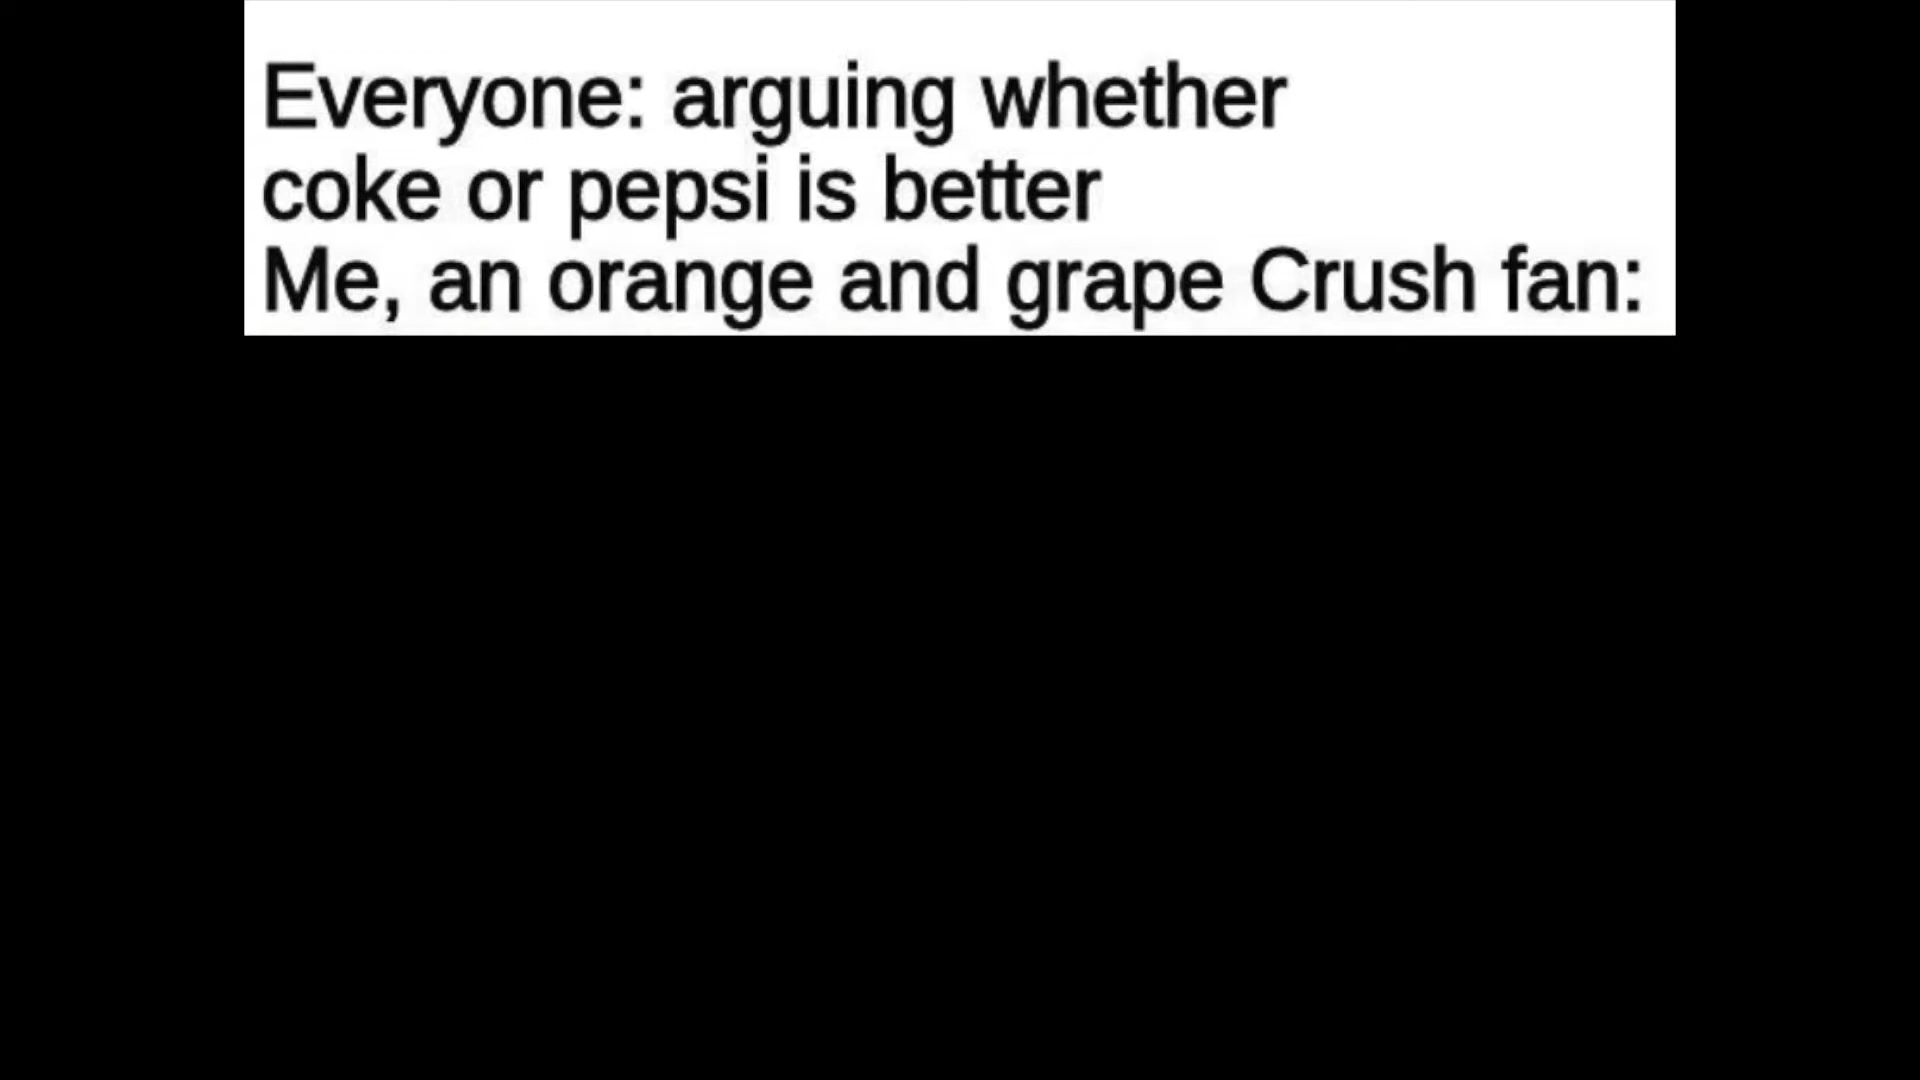 Everyone: arguing whether
coke or pepsi is better
Me, an orange and grape Crush fan: